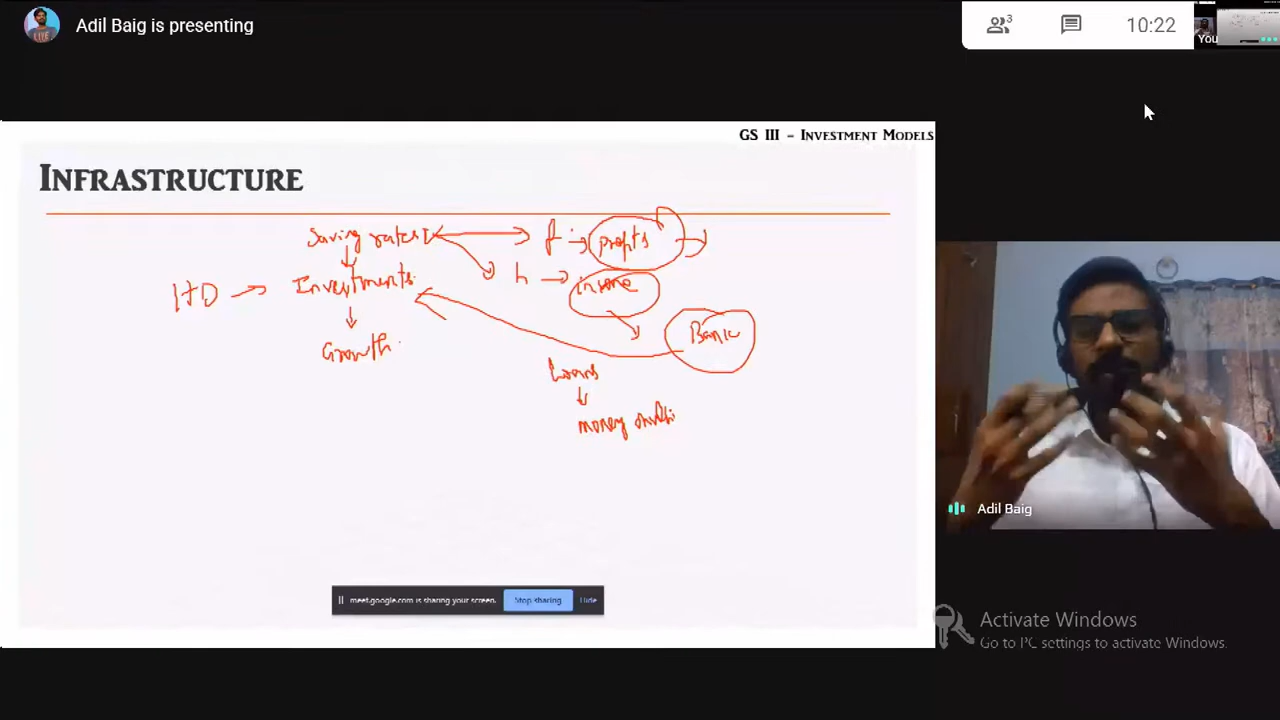 Adil Baig is presenting
3
10:22
You
GS III – INVESTMENT MODELS
INFRASTRUCTURE
Saving rates
f → profits
h → income
Investments
Bank
Growth
Loans
money
Adil Baig
meet.google.com is sharing your screen.
Stop sharing
Hide
Activate Windows
Go to PC settings to activate Windows.